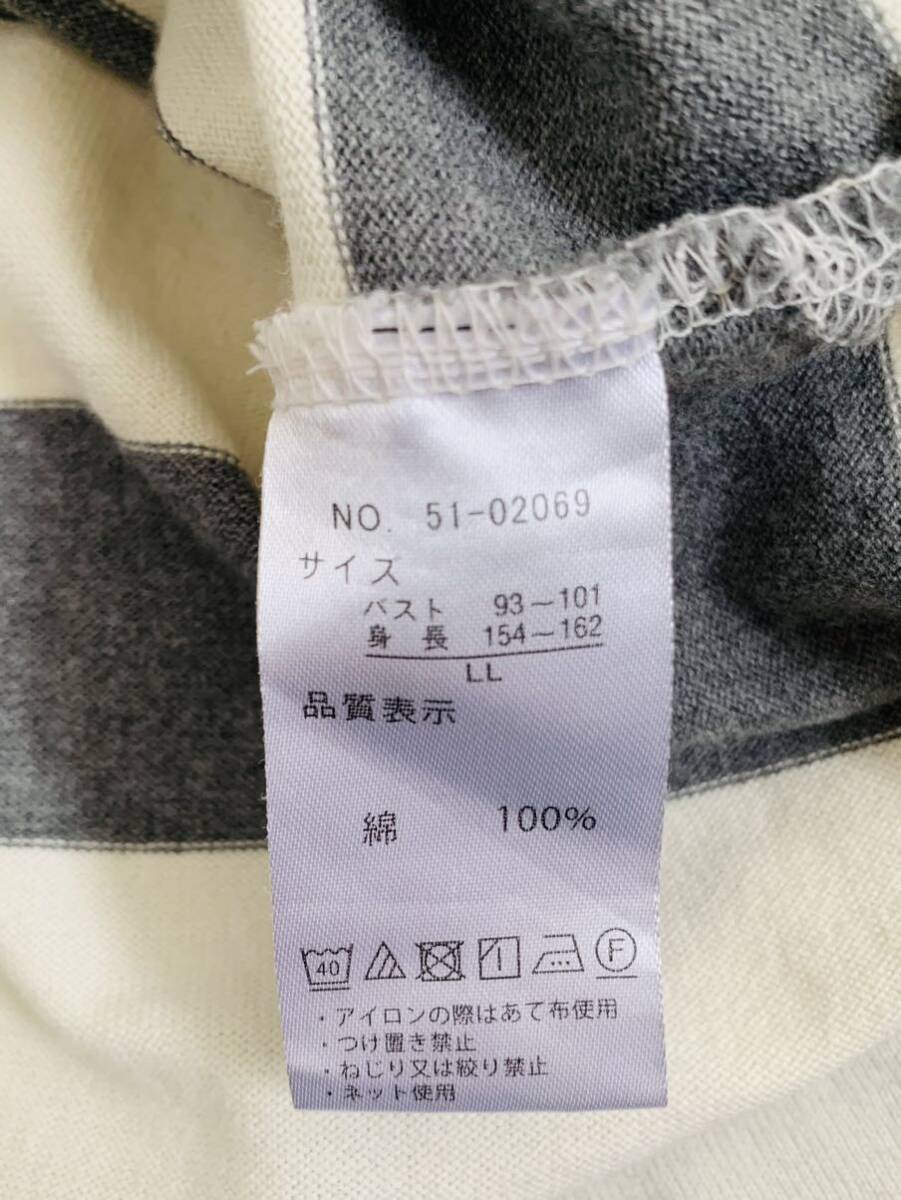 NO. 51-02069
サイズ
バスト 93~101
身長 154~162
LL
品質表示
綿 100%
40 F
・アイロンの際はあて布使用
・つけ置き禁止
・ねじり又は絞り禁止
・ネット使用